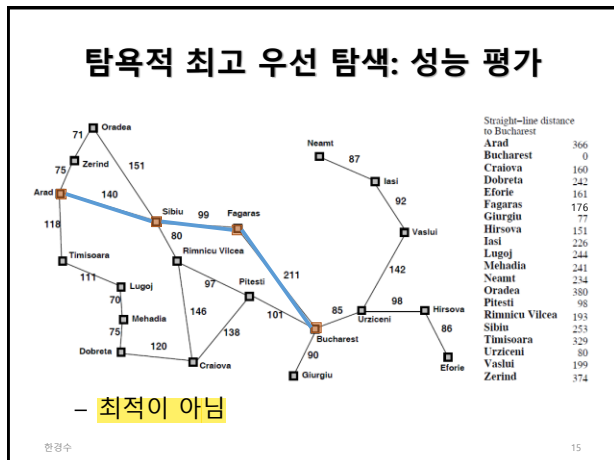 탐욕적 최고 우선 탐색: 성능 평가
71
Oradea
Neamt
87
Zerind
75
151
Iasi
Arad
140
92
Sibiu
99
Fagaras
118
80
Vaslui
Timisoara
Rimnicu Vilcea
111
Lugoj
97
Pitesti
211
142
70
98
Hirsova
Mehadia
146
101
85
Urziceni
75
138
86
Bucharest
Dobreta
120
90
Craiova
Eforie
Giurgiu
Straight-line distance
to Bucharest
Arad 366
Bucharest 0
Craiova 160
Dobreta 242
Eforie 161
Fagaras 176
Giurgiu 77
Hirsova 151
Iasi 226
Lugoj 244
Mehadia 241
Neamt 234
Oradea 380
Pitesti 98
Rimnicu Vilcea 193
Sibiu 253
Timisoara 329
Urziceni 80
Vaslui 199
Zerind 374
– 최적이 아님
한경수
15